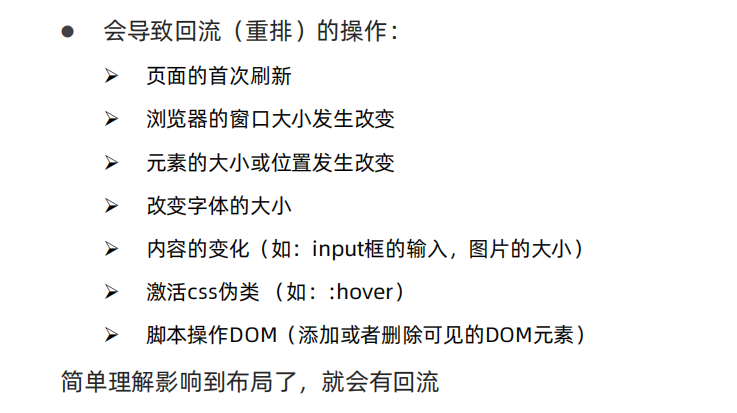 ● 会导致回流（重排）的操作：
➢ 页面的首次刷新
➢ 浏览器的窗口大小发生改变
➢ 元素的大小或位置发生改变
➢ 改变字体的大小
➢ 内容的变化（如：input框的输入，图片的大小）
➢ 激活css伪类 （如：:hover）
➢ 脚本操作DOM（添加或者删除可见的DOM元素）
简单理解影响到布局了，就会有回流